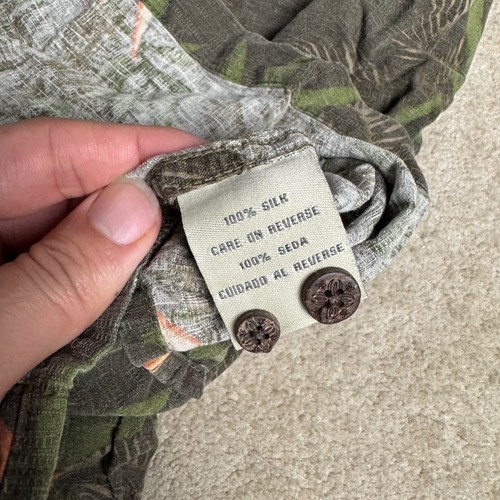 100% SILK
CARE ON REVERSE
100% SEDA
CUIDADO AL REVERSE